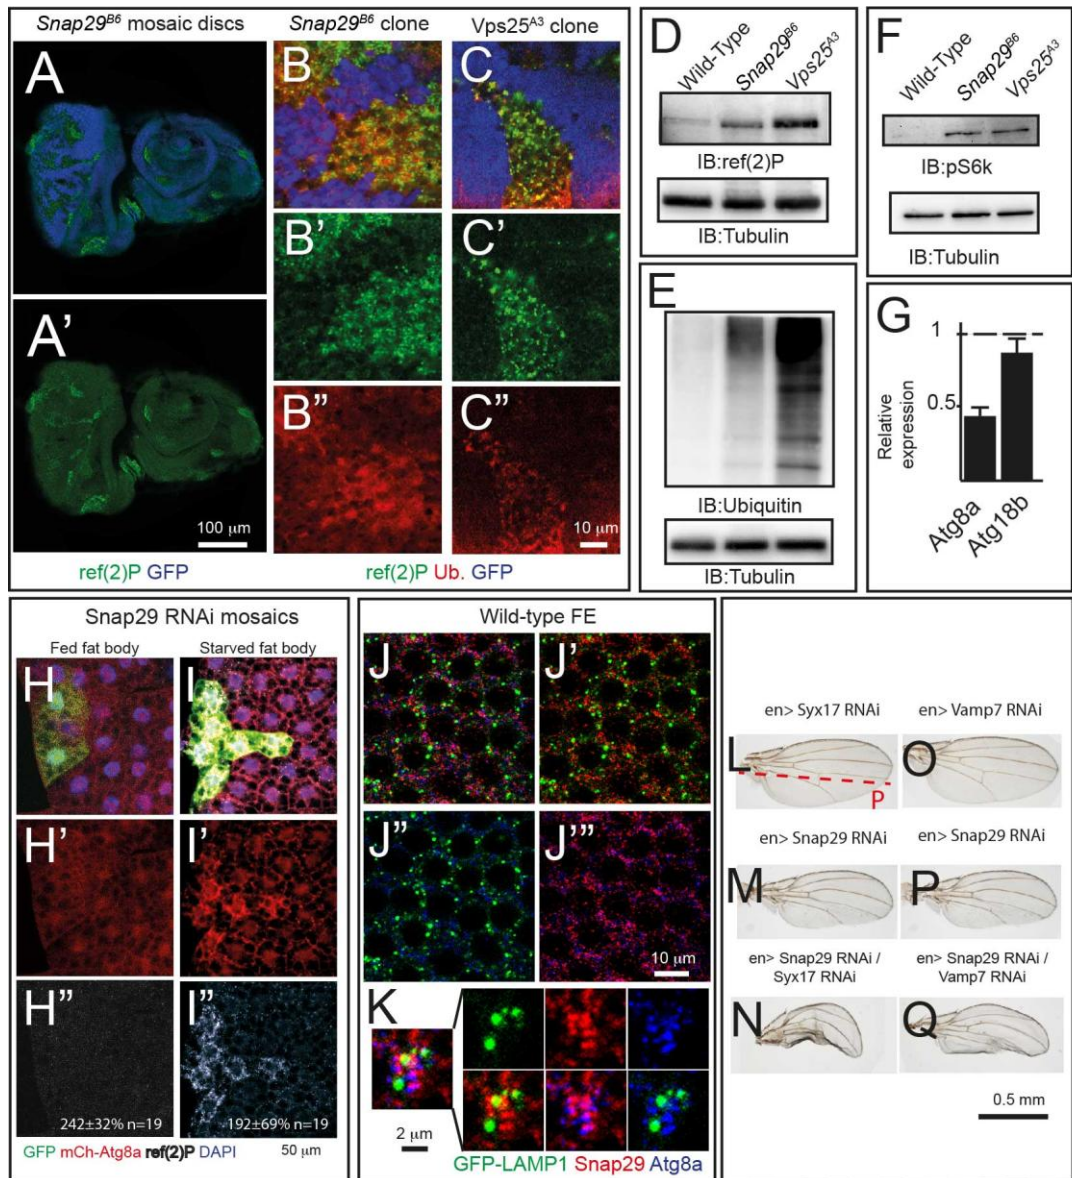 Snap29ᴮ⁶ mosaic discs
Snap29ᴮ⁶ clone
Vps25ᴬ³ clone
A
A'
100 μm
ref(2)P GFP
B
B'
B"
C
C'
C"
10 μm
ref(2)P Ub. GFP
D
Wild-Type
Snap29ᴮ⁶
Vps25ᴬ³
IB:ref(2)P
IB:Tubulin
E
IB:Ubiquitin
IB:Tubulin
F
Wild-Type
Snap29ᴮ⁶
Vps25ᴬ³
IB:pS6k
IB:Tubulin
G
1
0.5
Relative
expression
Atg8a
Atg18b
Snap29 RNAi mosaics
Fed fat body
Starved fat body
H
H'
H"
242±32% n=19
I
I'
I"
192±69% n=19
GFP mCh-Atg8a ref(2)P DAPI
50 μm
Wild-type FE
J
J'
J"
J'"
10 μm
K
2 μm
GFP-LAMP1 Snap29 Atg8a
en> Syx17 RNAi
en> Vamp7 RNAi
L
P
O
en> Snap29 RNAi
en> Snap29 RNAi
M
P
en> Snap29 RNAi /
Syx17 RNAi
en> Snap29 RNAi /
Vamp7 RNAi
N
Q
0.5 mm